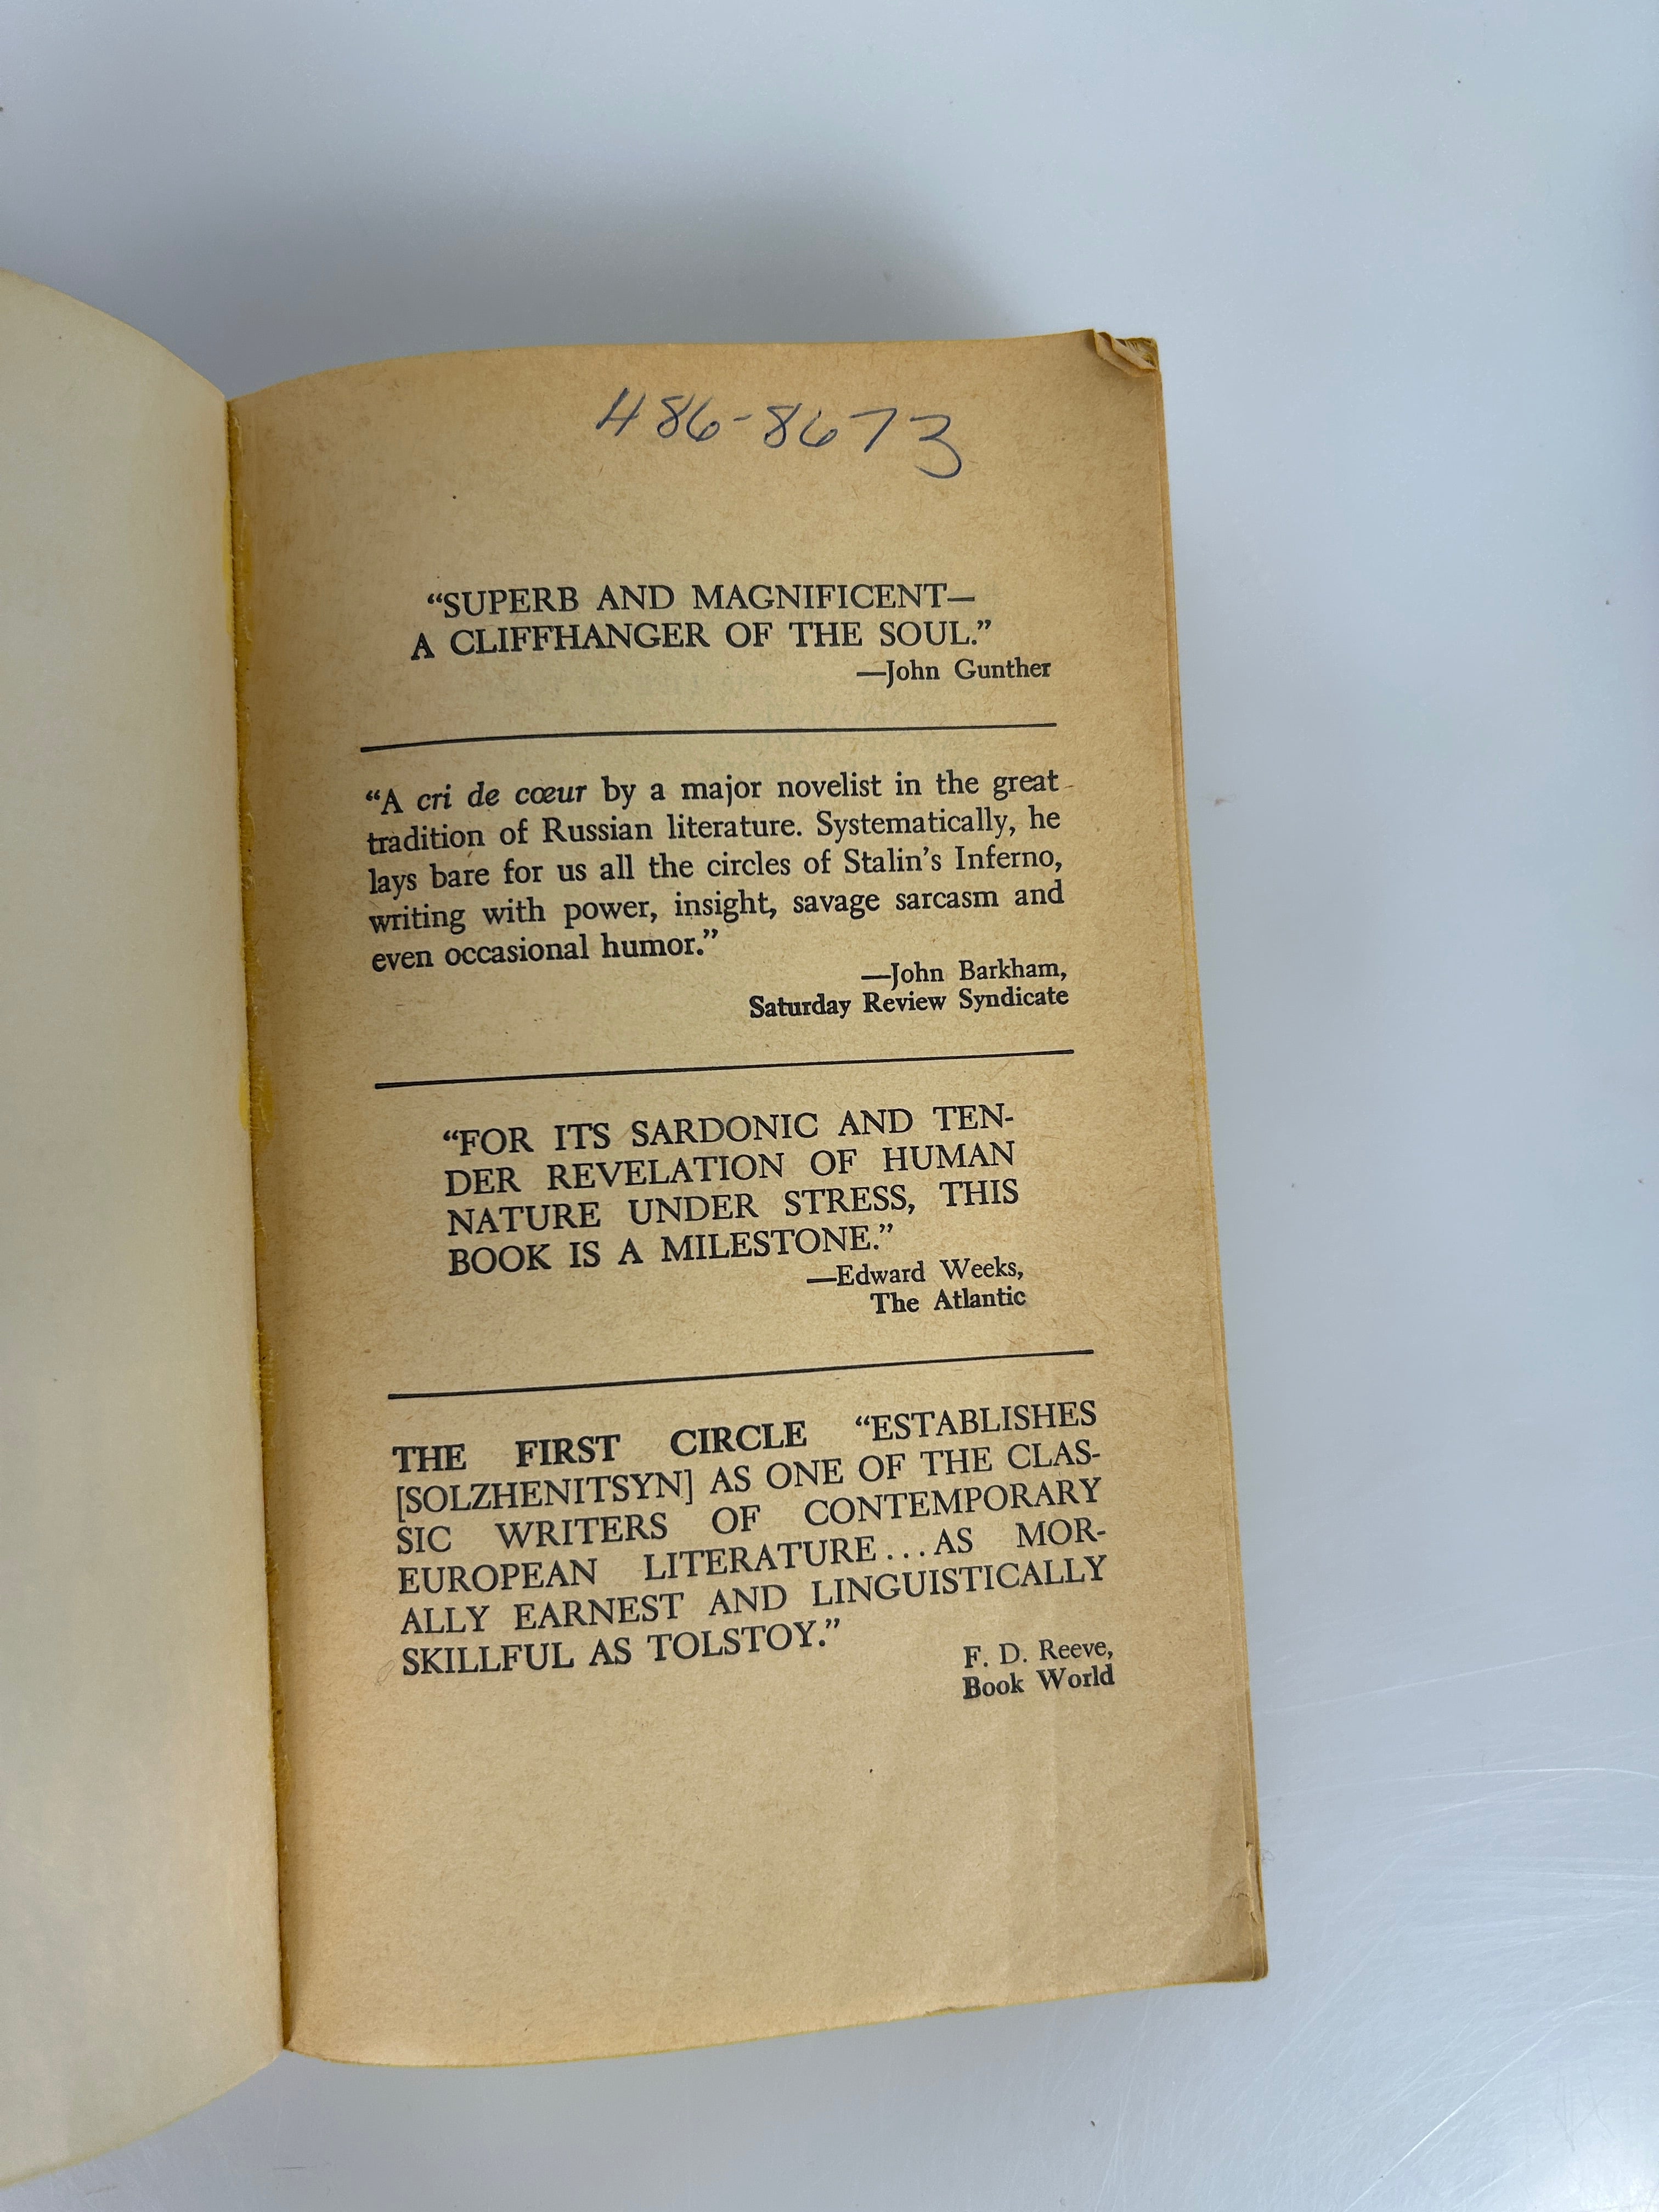 486-8673
“SUPERB AND MAGNIFICENT—
A CLIFFHANGER OF THE SOUL.”
—John Gunther
“A cri de cœur by a major novelist in the great
tradition of Russian literature. Systematically, he
lays bare for us all the circles of Stalin’s Inferno,
writing with power, insight, savage sarcasm and
even occasional humor.”
—John Barkham,
Saturday Review Syndicate
“FOR ITS SARDONIC AND TEN-
DER REVELATION OF HUMAN
NATURE UNDER STRESS, THIS
BOOK IS A MILESTONE.”
—Edward Weeks,
The Atlantic
THE FIRST CIRCLE “ESTABLISHES
[SOLZHENITSYN] AS ONE OF THE CLAS-
SIC WRITERS OF CONTEMPORARY
EUROPEAN LITERATURE...AS MOR-
ALLY EARNEST AND LINGUISTICALLY
SKILLFUL AS TOLSTOY.”
F. D. Reeve,
Book World